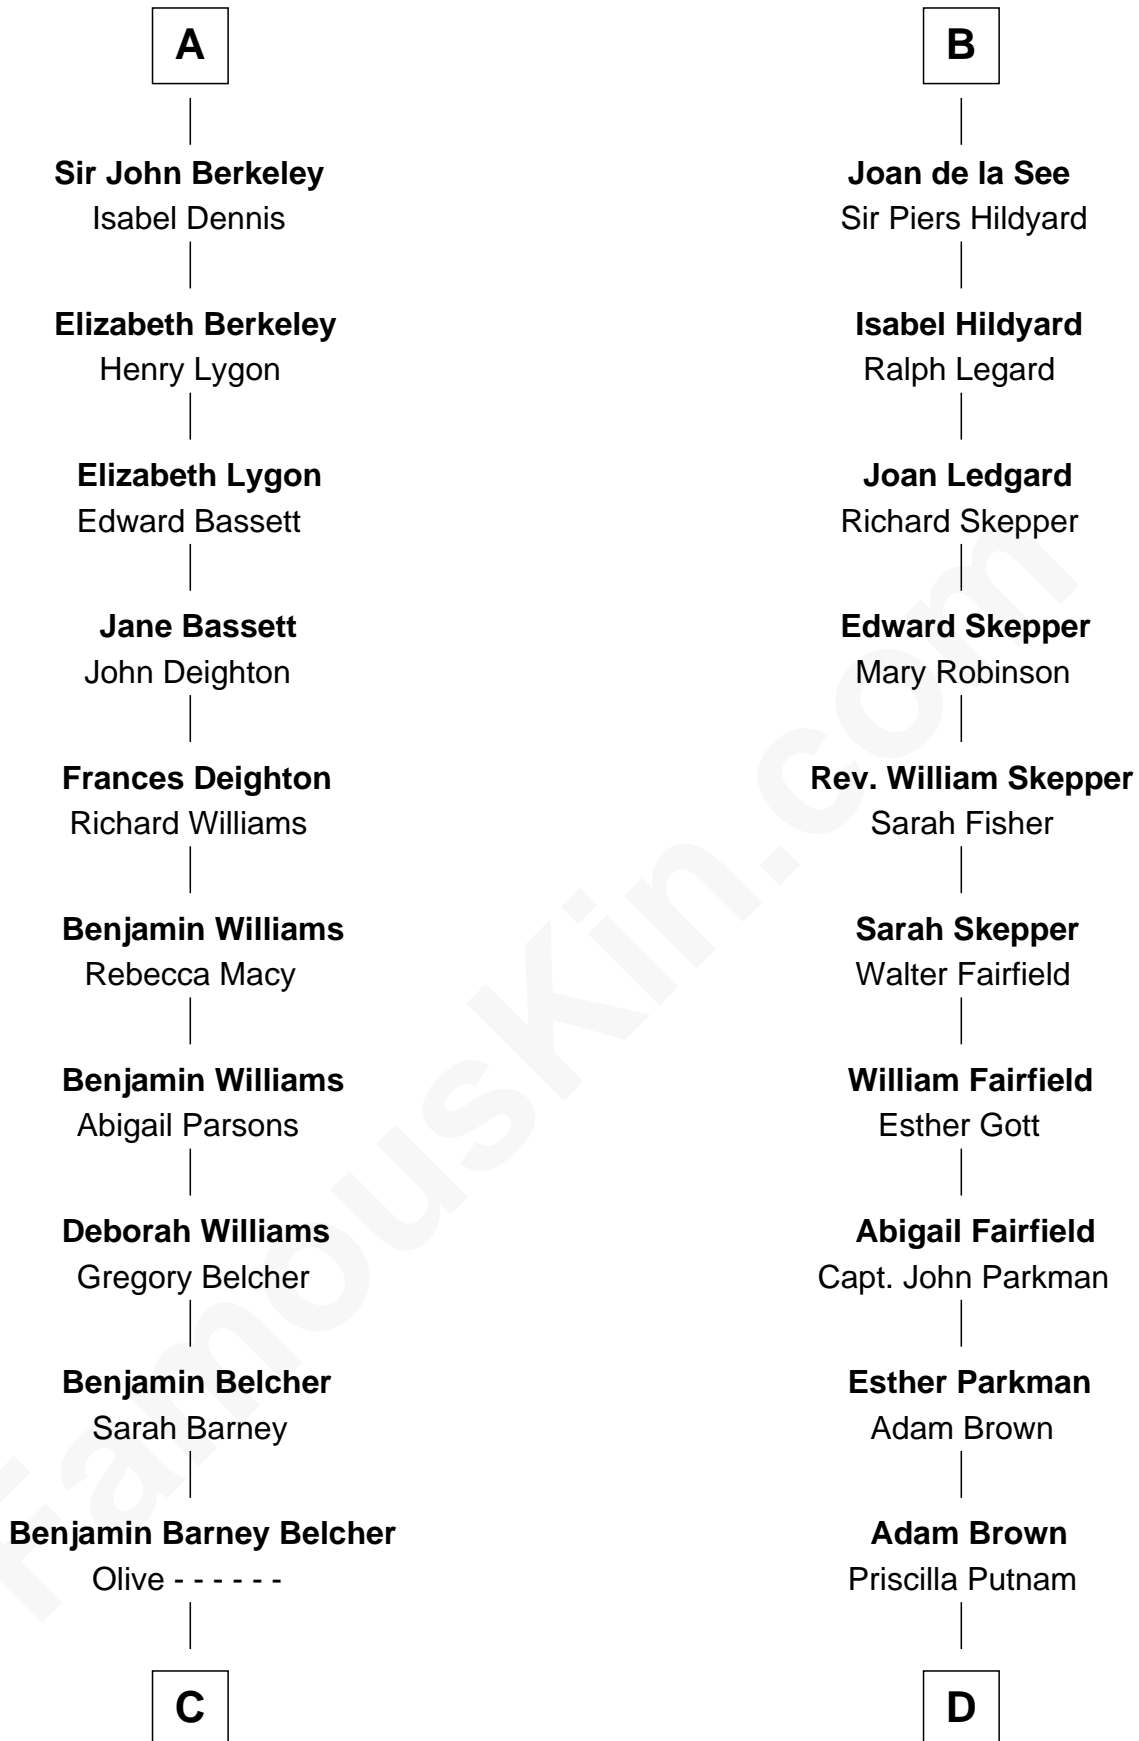 A
Sir John Berkeley
Isabel Dennis
Elizabeth Berkeley
Henry Lygon
Elizabeth Lygon
Edward Bassett
Jane Bassett
John Deighton
Frances Deighton
Richard Williams
Benjamin Williams
Rebecca Macy
Benjamin Williams
Abigail Parsons
Deborah Williams
Gregory Belcher
Benjamin Belcher
Sarah Barney
Benjamin Barney Belcher
Olive - - - - - -
C
B
Joan de la See
Sir Piers Hildyard
Isabel Hildyard
Ralph Legard
Joan Ledgard
Richard Skepper
Edward Skepper
Mary Robinson
Rev. William Skepper
Sarah Fisher
Sarah Skepper
Walter Fairfield
William Fairfield
Esther Gott
Abigail Fairfield
Capt. John Parkman
Esther Parkman
Adam Brown
Adam Brown
Priscilla Putnam
D
FamousKin.com